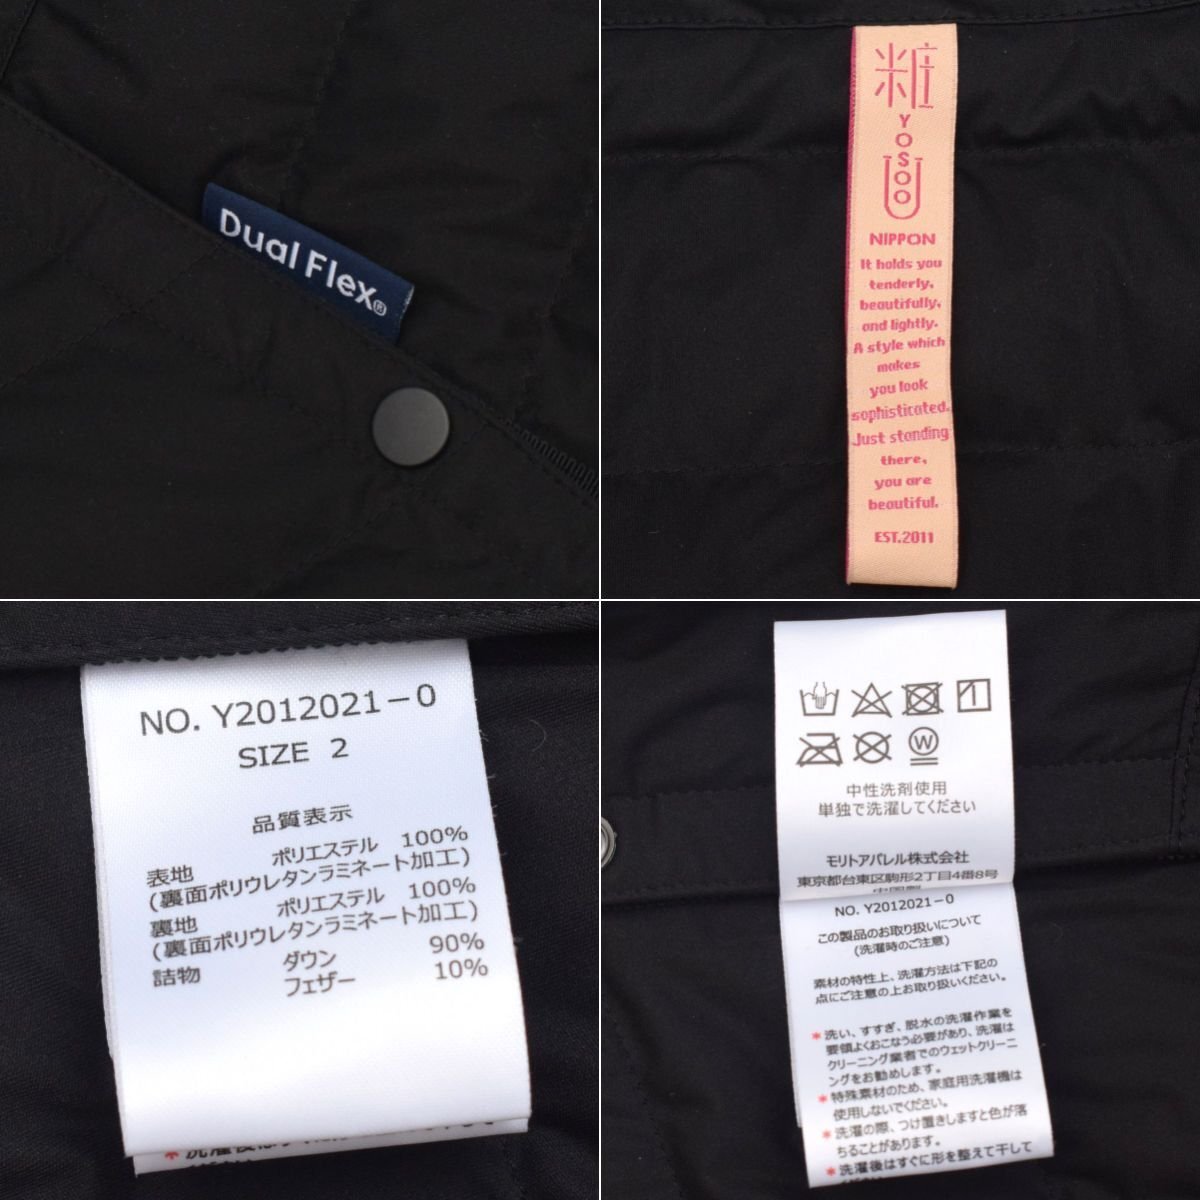 Dual Flex®
粧
YOSOO
NIPPON
It holds you
tenderly,
beautifully,
and lightly.
A style which
makes
you look
sophisticated.
Just standing
there,
you are
beautiful.
EST.2011
NO. Y2012021-0
SIZE 2
品質表示
表地 ポリエステル 100%
(裏面ポリウレタンラミネート加工)
裏地 ポリエステル 100%
(裏面ポリウレタンラミネート加工)
詰物 ダウン 90%
フェザー 10%
W
中性洗剤使用
単独で洗濯してください
モリトアパレル株式会社
東京都台東区駒形2丁目4番8号
中国製
NO. Y2012021-0
この製品のお取り扱いについて
(洗濯時のご注意)
素材の特性上、洗濯方法は下記の
点にご注意の上お取り扱いください。
*洗い、すすぎ、脱水の洗濯作業を
要領よくおこなう必要があり、洗濯は
クリーニング業者でのウェットクリーニ
ングをお勧めします。
*特殊素材のため、家庭用洗濯機は
使用しないでください。
*洗濯の際、つけ置きしますと色が落
ちることがあります。
*洗濯後はすぐに形を整えて干して